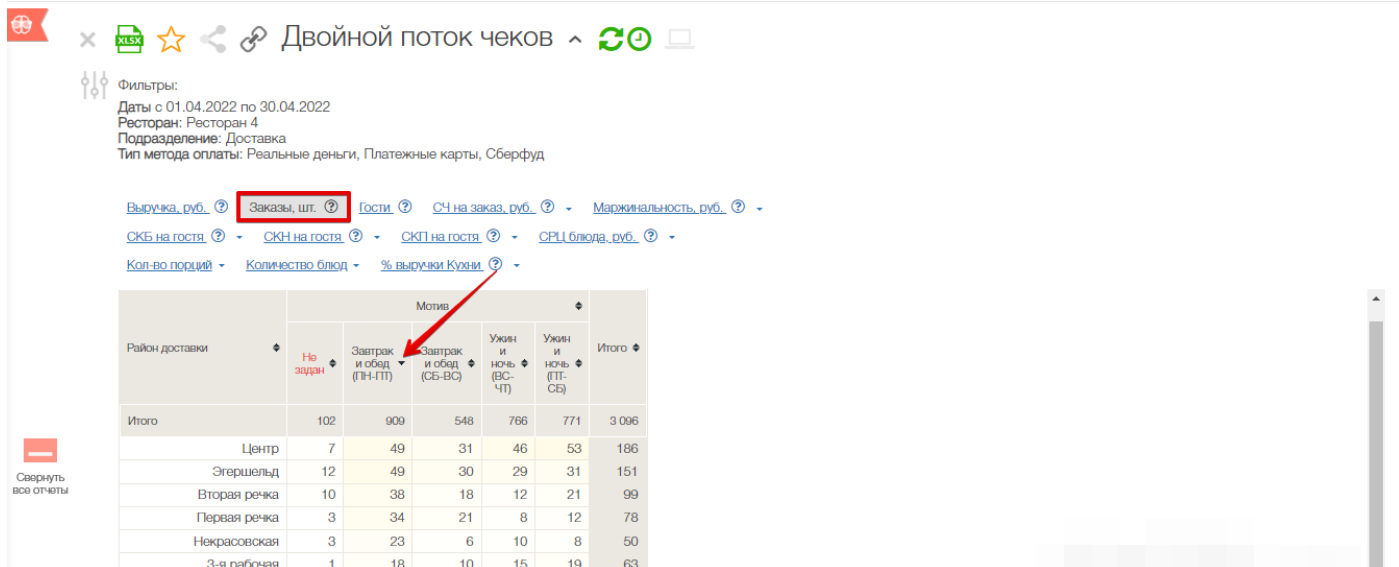 XLSX Двойной поток чеков
Фильтры:
Даты с 01.04.2022 по 30.04.2022
Ресторан: Ресторан 4
Подразделение: Доставка
Тип метода оплаты: Реальные деньги, Платежные карты, Сберфуд
Выручка, руб. ? Заказы, шт. ? Гости ? СЧ на заказ, руб. ? Маржинальность, руб. ?
СКБ на гостя ? СКН на гостя ? СКП на гостя ? СРЦ блюда, руб. ?
Кол-во порций Количество блюд % выручки Кухни ?
Мотив
Район доставки
Не
задан
Завтрак
и обед
(ПН-ПТ)
Завтрак
и обед
(СБ-ВС)
Ужин
и
ночь
(ВС-
ЧТ)
Ужин
и
ночь
(ПТ-
СБ)
Итого
Итого 102 909 548 766 771 3 096
Центр 7 49 31 46 53 186
Эгершельд 12 49 30 29 31 151
Вторая речка 10 38 18 12 21 99
Первая речка 3 34 21 8 12 78
Некрасовская 3 23 6 10 8 50
3-я рабочая 1 18 10 15 19 63
Свернуть
все отчеты